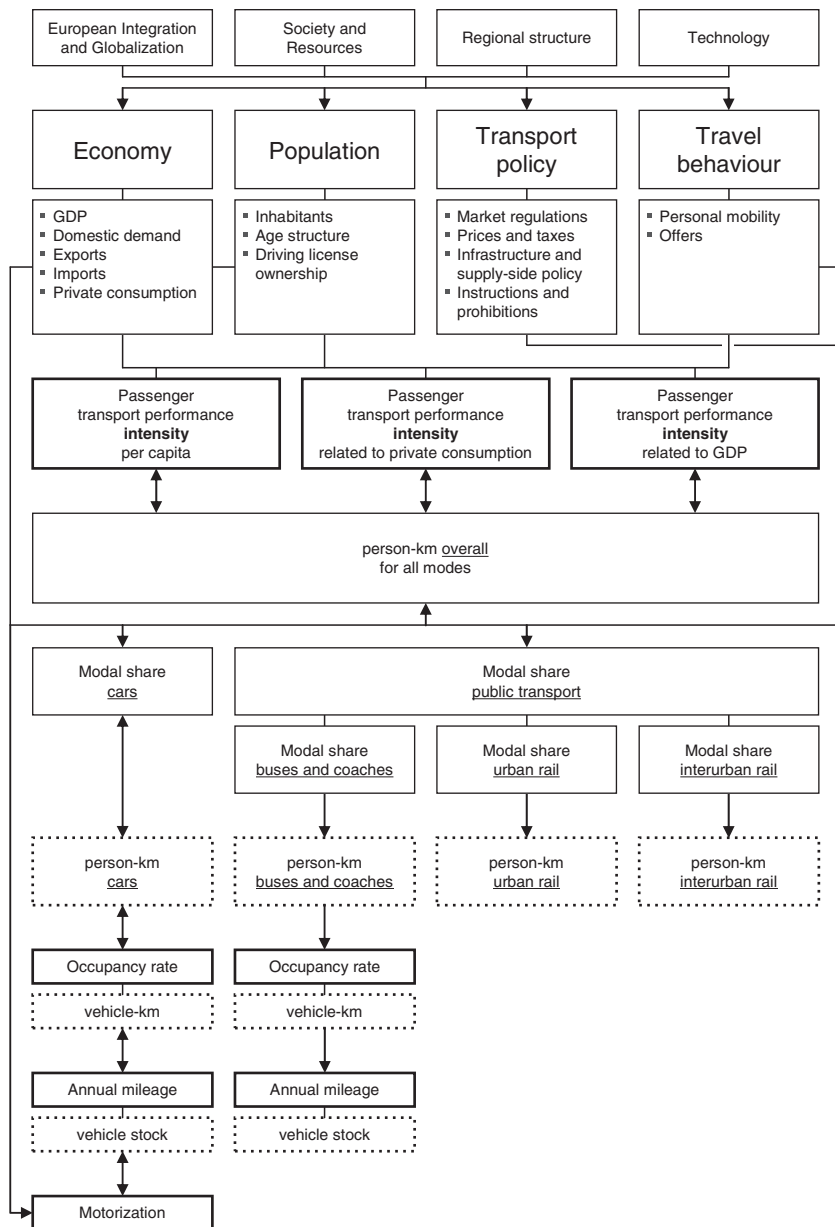 European Integration
and Globalization
Society and
Resources
Regional structure
Technology
Economy
Population
Transport
policy
Travel
behaviour
GDP
Domestic demand
Exports
Imports
Private consumption
Inhabitants
Age structure
Driving license
ownership
Market regulations
Prices and taxes
Infrastructure and
supply-side policy
Instructions and
prohibitions
Personal mobility
Offers
Passenger
transport performance
intensity
per capita
Passenger
transport performance
intensity
related to private consumption
Passenger
transport performance
intensity
related to GDP
person-km overall
for all modes
Modal share
cars
Modal share
public transport
Modal share
buses and coaches
Modal share
urban rail
Modal share
interurban rail
person-km
cars
person-km
buses and coaches
person-km
urban rail
person-km
interurban rail
Occupancy rate
Occupancy rate
vehicle-km
vehicle-km
Annual mileage
Annual mileage
vehicle stock
vehicle stock
Motorization